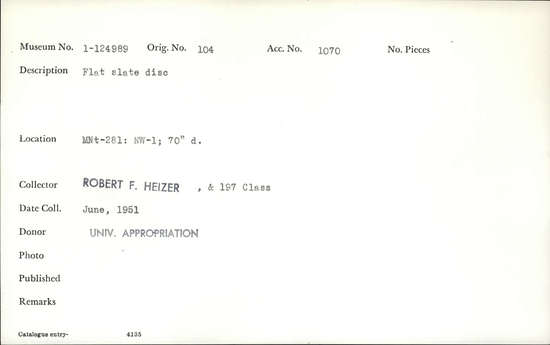 Museum No. 1-124989 Orig. No. 104 Acc. No. 1070 No. Pieces
Description Flat slate disc
Location MNt-281: NW-1; 70" d.
Collector ROBERT F. HEIZER , & 197 Class
Date Coll. June, 1951
Donor UNIV. APPROPRIATION
Photo
Published
Remarks
Catalogue entry- 4135